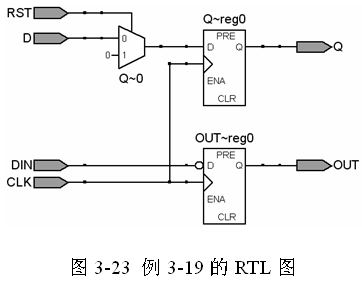 RST
D
0
0
1
Q~0
Q~reg0
PRE
D
Q
ENA
CLR
Q
DIN
CLK
OUT~reg0
PRE
D
Q
ENA
CLR
OUT
图 3-23 例 3-19 的 RTL 图